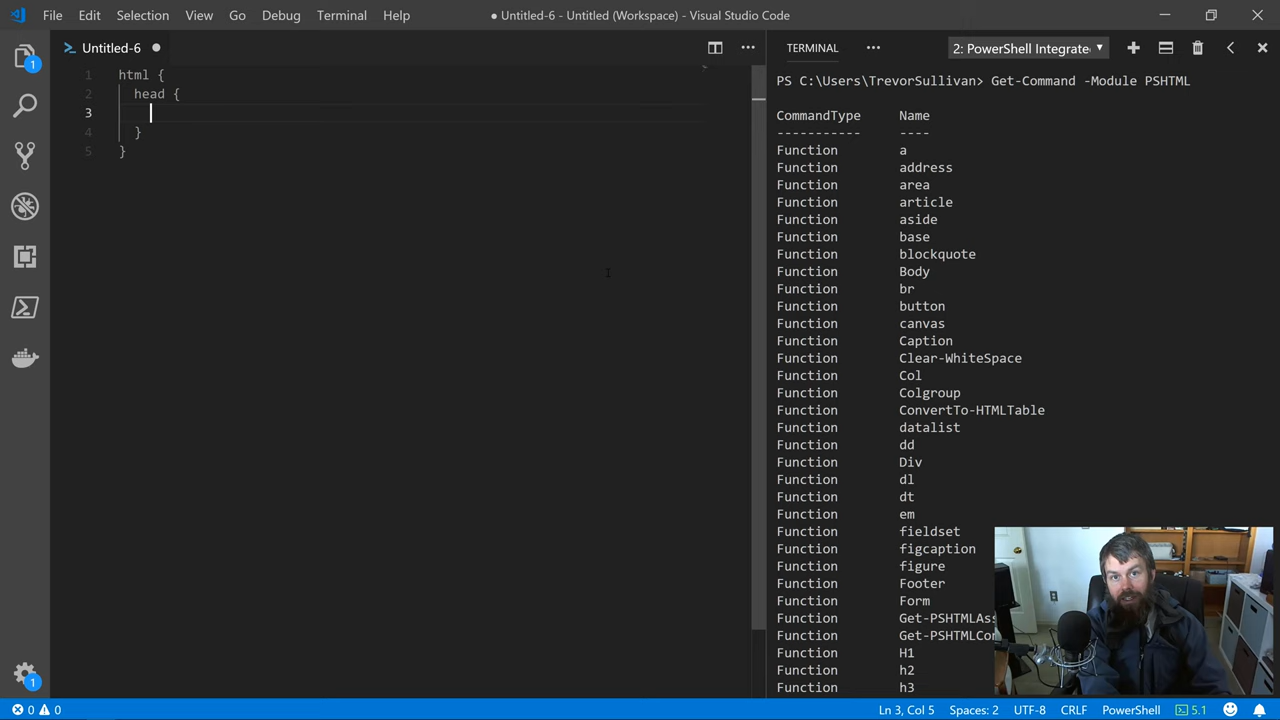 File Edit Selection View Go Debug Terminal Help
● Untitled-6 - Untitled (Workspace) - Visual Studio Code
Untitled-6 ●
1 html {
2 head {
3
4 }
5 }
TERMINAL ••• 2: PowerShell Integrate
PS C:\Users\TrevorSullivan> Get-Command -Module PSHTML
CommandType Name
----------- ----
Function a
Function address
Function area
Function article
Function aside
Function base
Function blockquote
Function Body
Function br
Function button
Function canvas
Function Caption
Function Clear-WhiteSpace
Function Col
Function Colgroup
Function ConvertTo-HTMLTable
Function datalist
Function dd
Function Div
Function dl
Function dt
Function em
Function fieldset
Function figcaption
Function figure
Function Footer
Function Form
Function Get-PSHTMLAs
Function Get-PSHTMLCo
Function H1
Function h2
Function h3
1
1
0 0
Ln 3, Col 5 Spaces: 2 UTF-8 CRLF PowerShell 5.1